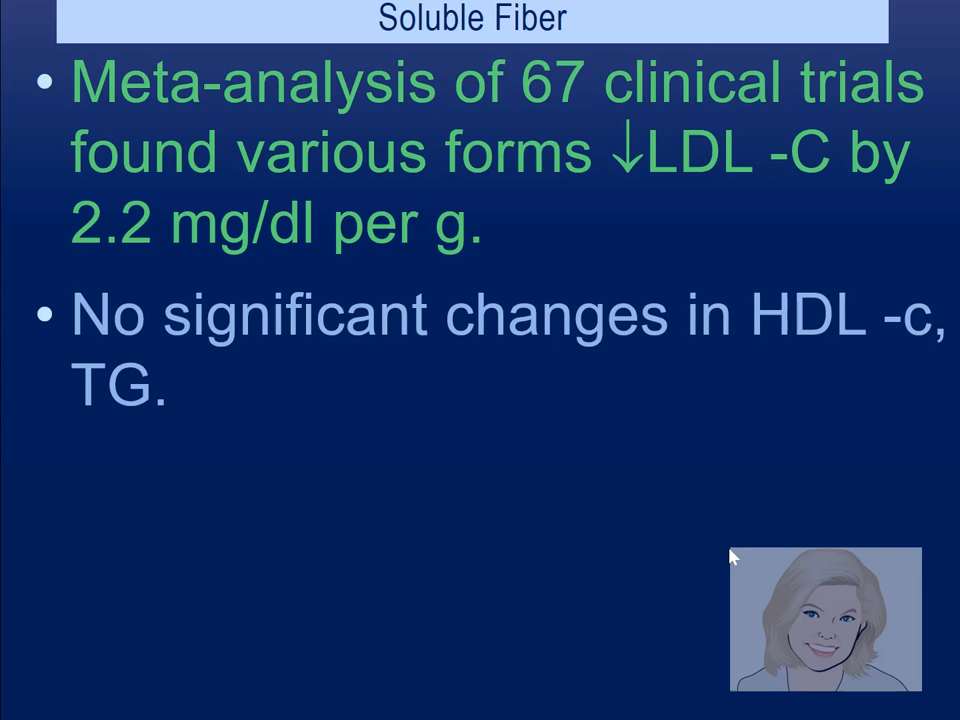 Soluble Fiber
• Meta-analysis of 67 clinical trials
found various forms ↓LDL -C by
2.2 mg/dl per g.
• No significant changes in HDL -c,
TG.